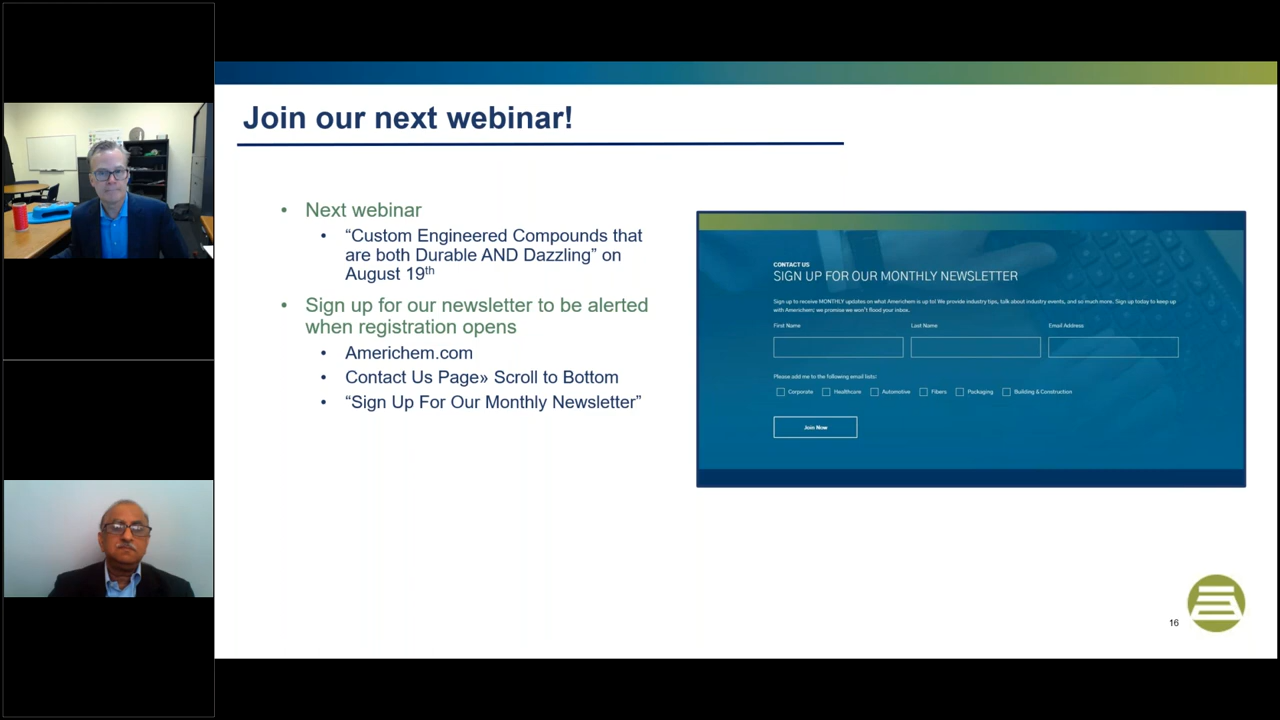 Join our next webinar!
• Next webinar
• “Custom Engineered Compounds that
are both Durable AND Dazzling” on
August 19th
• Sign up for our newsletter to be alerted
when registration opens
• Americhem.com
• Contact Us Page» Scroll to Bottom
• “Sign Up For Our Monthly Newsletter”
CONTACT US
SIGN UP FOR OUR MONTHLY NEWSLETTER
Sign up to receive MONTHLY updates on what Americhem is up to! We provide industry tips, talk about industry events, and so much more. Sign up today to keep up
with Americhem; we promise we won't flood your inbox.
First Name Last Name Email Address
Please add me to the following email lists:
Corporate Healthcare Automotive Fibers Packaging Building & Construction
Join Now
16